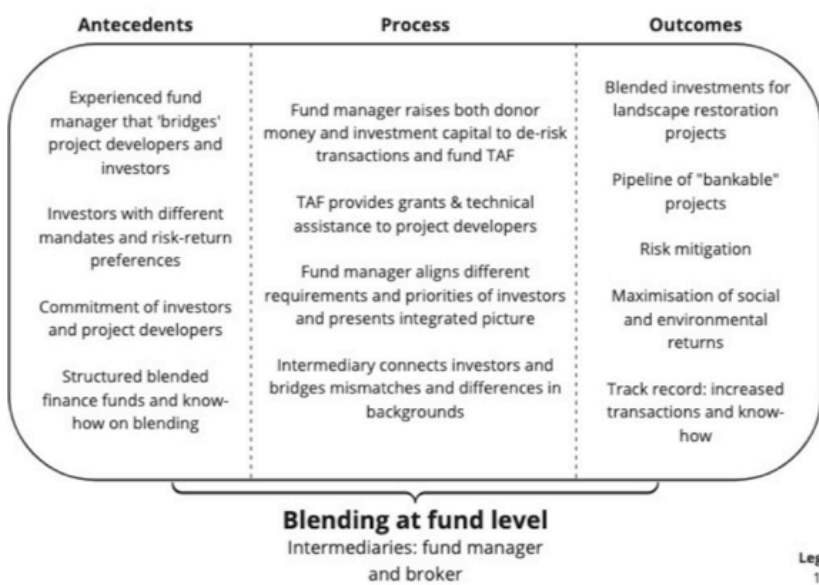 Antecedents
Process
Outcomes
Experienced fund
manager that 'bridges'
project developers and
investors
Investors with different
mandates and risk-return
preferences
Commitment of investors
and project developers
Structured blended
finance funds and know-
how on blending
Fund manager raises both donor
money and investment capital to de-risk
transactions and fund TAF
TAF provides grants & technical
assistance to project developers
Fund manager aligns different
requirements and priorities of investors
and presents integrated picture
Intermediary connects investors and
bridges mismatches and differences in
backgrounds
Blended investments for
landscape restoration
projects
Pipeline of "bankable"
projects
Risk mitigation
Maximisation of social
and environmental
returns
Track record: increased
transactions and know-
how
Blending at fund level
Intermediaries: fund manager
and broker
Leg
1